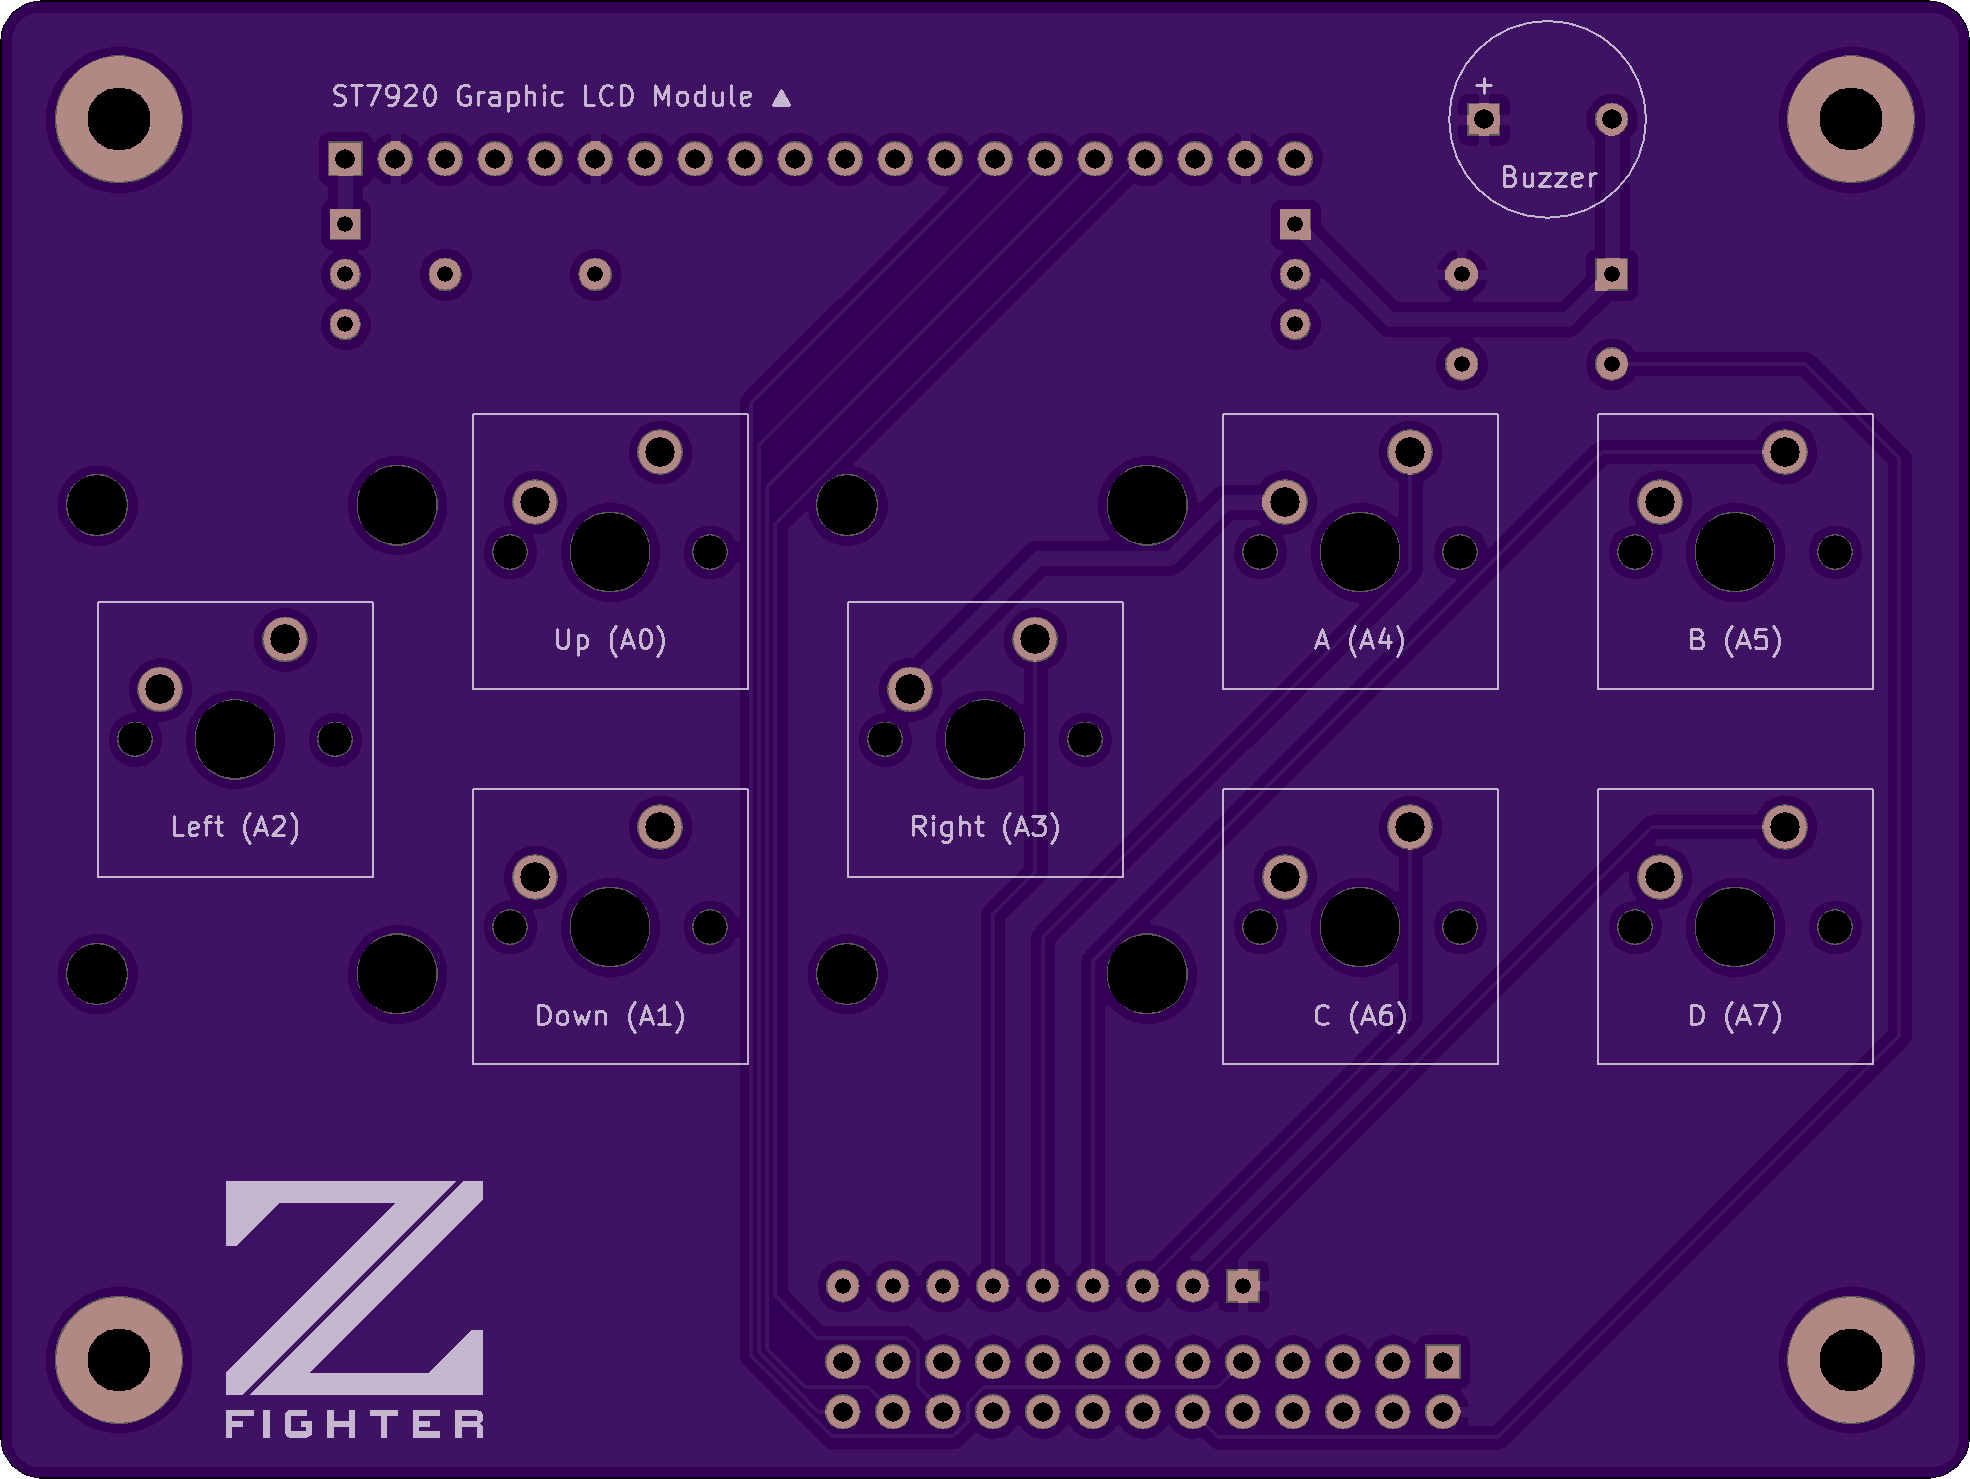 +
ST7920 Graphic LCD Module ▲
Buzzer
Up (A0)
A (A4)
B (A5)
Left (A2)
Right (A3)
Down (A1)
C (A6)
D (A7)
Z
FIGHTER